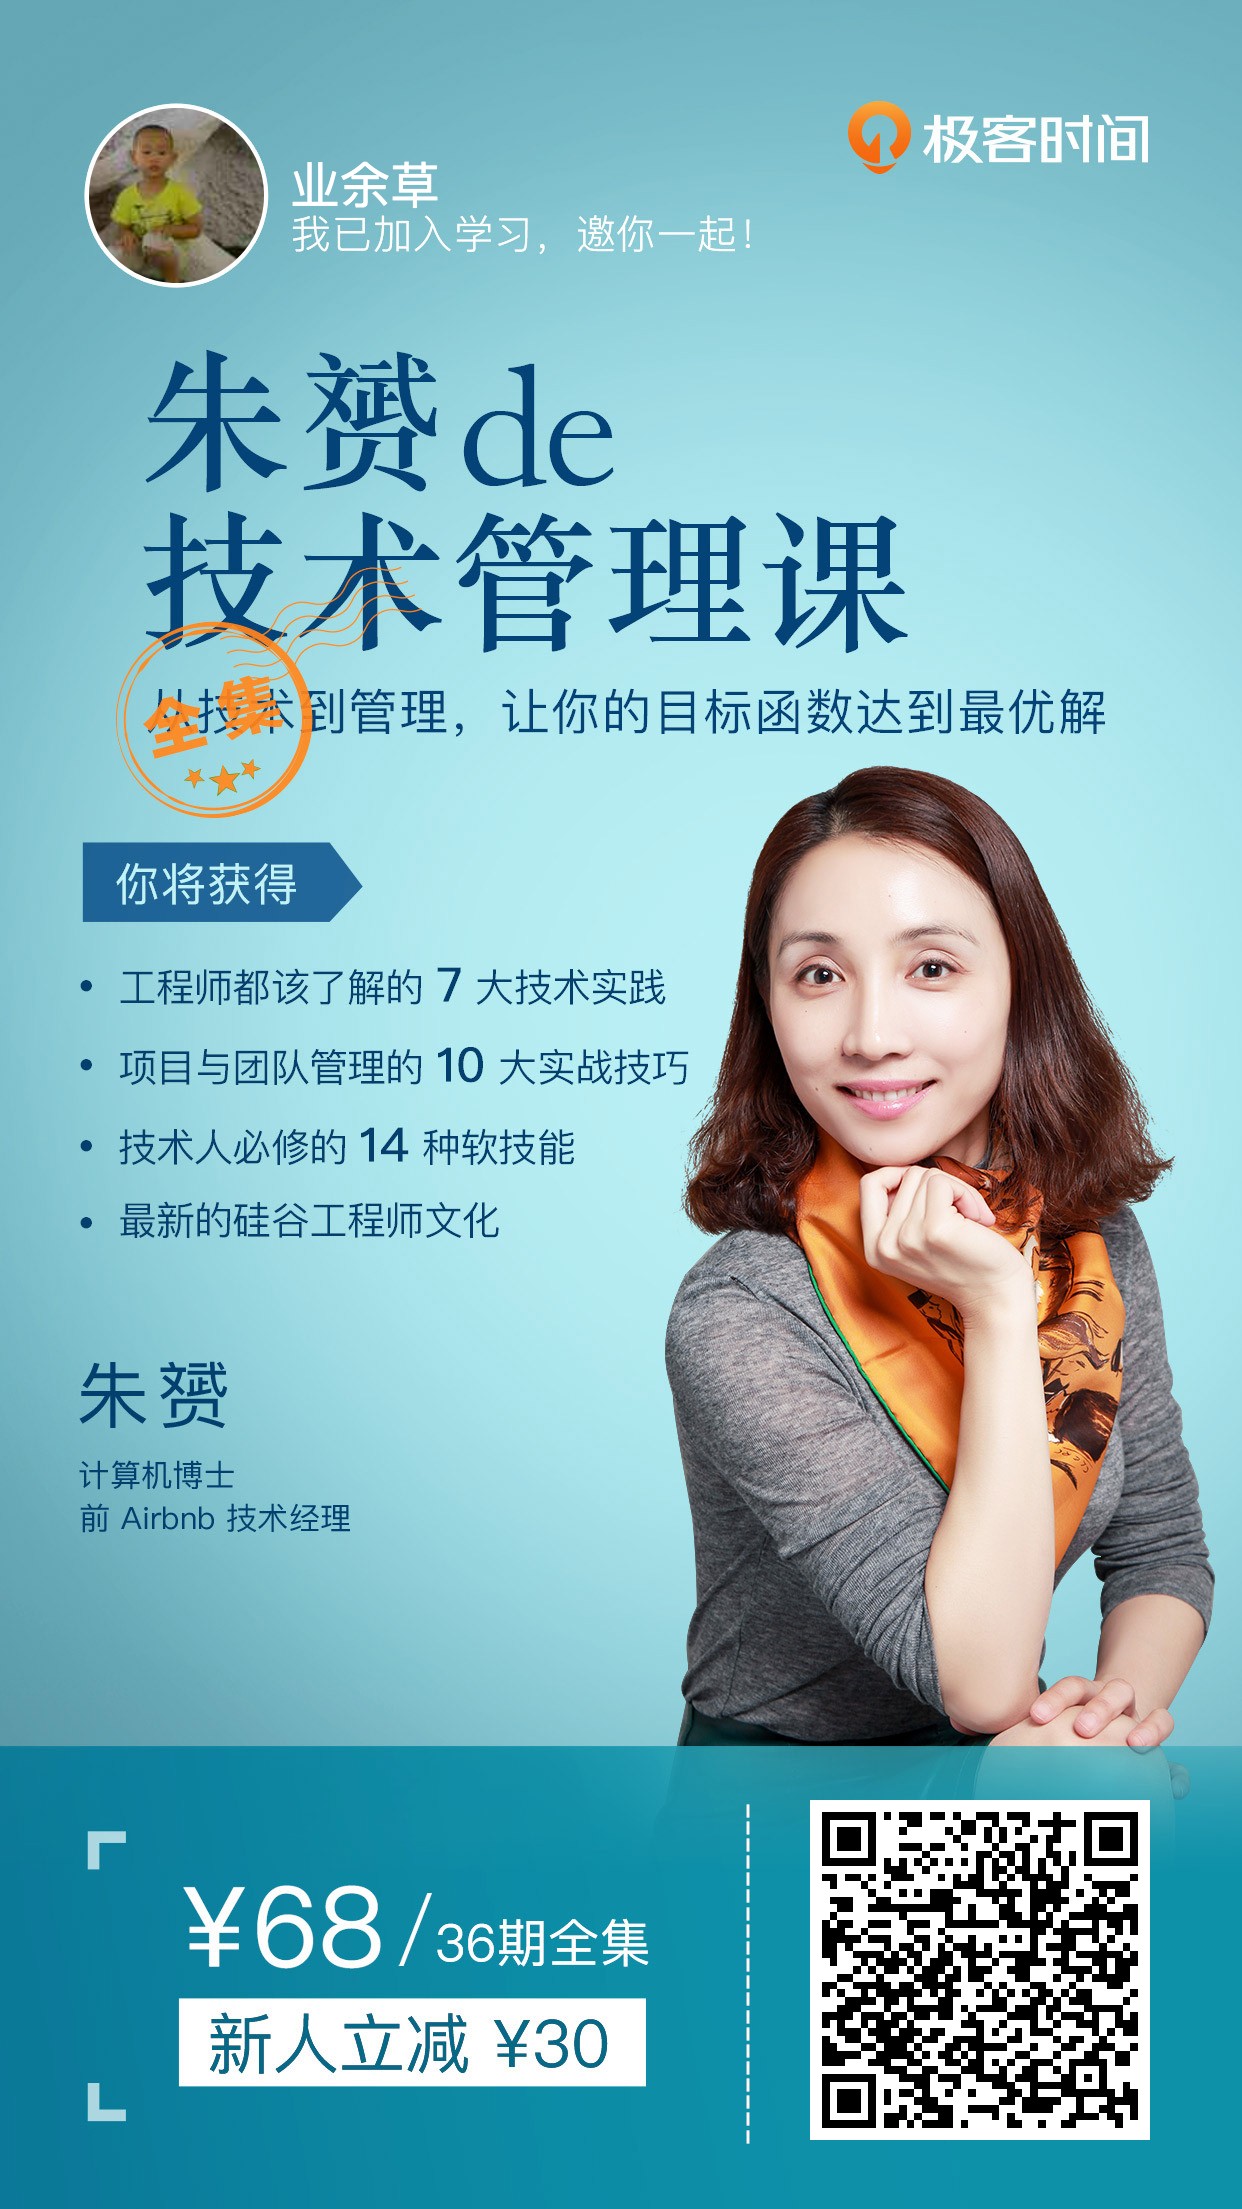 极客时间
业余草
我已加入学习，邀你一起！
朱赟de
技术管理课
全集
从技术到管理，让你的目标函数达到最优解
你将获得
• 工程师都该了解的 7 大技术实践
• 项目与团队管理的 10 大实战技巧
• 技术人必修的 14 种软技能
• 最新的硅谷工程师文化
朱赟
计算机博士
前 Airbnb 技术经理
¥68/36期全集
新人立减 ¥30